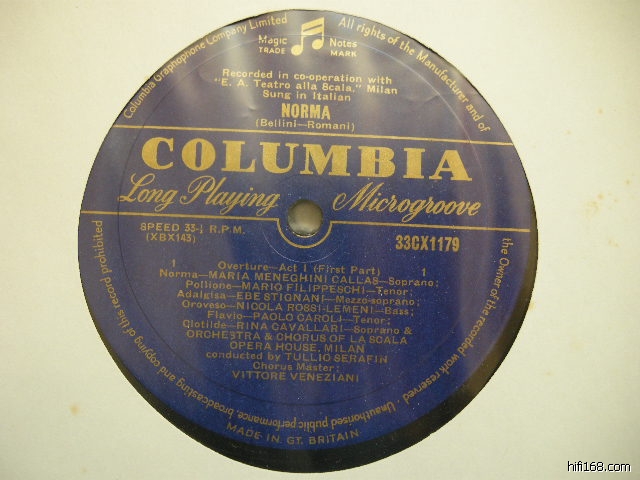 Columbia Graphophone Company Limited
All rights of the Manufacturer and of
the Owner of the recorded work reserved. Unauthorised public performance, broadcasting and copying of this record prohibited
Magic Notes
TRADE MARK
Recorded in co-operation with
"E. A. Teatro alla Scala," Milan
Sung in Italian
NORMA
(Bellini—Romani)
COLUMBIA
Long Playing Microgroove
SPEED 33⅓ R.P.M.
(XBX143)
33CX1179
1 Overture—Act I (First Part) 1
Norma—MARIA MENEGHINI CALLAS—Soprano;
Pollione—MARIO FILIPPESCHI—Tenor;
Adalgisa—EBE STIGNANI—Mezzo-soprano;
Oroveso—NICOLA ROSSI-LEMENI—Bass;
Flavio—PAOLO CAROLI—Tenor;
Clotilde—RINA CAVALLARI—Soprano &
ORCHESTRA & CHORUS OF LA SCALA
OPERA HOUSE, MILAN
conducted by TULLIO SERAFIN
Chorus Master:
VITTORE VENEZIANI
MADE IN GT. BRITAIN
hifi168.com